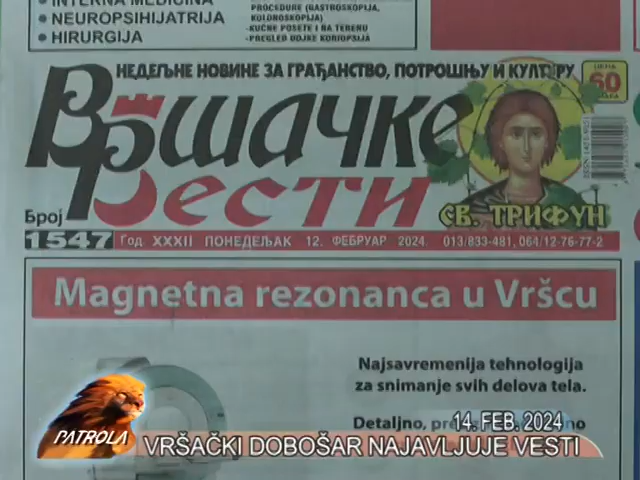 INTERNA MEDICINA
• NEUROPSIHIJATRIJA
• HIRURGIJA
PROCEDURE (GASTROSKOPIJA,
KOLONOSKOPIJA)
-KUĆNE POSETE I NA TERENU
-PREGLED DOJKE
НЕДЕЉНЕ НОВИНЕ ЗА ГРАЂАНСТВО, ПОТРОШЊУ И КУЛТУРУ
ЦЕНА
60
Вршачке
Вести
СВ. ТРИФУН
Број
1547
Год XXXII ПОНЕДЕЉАК 12. ФЕБРУАР 2024. 013/833-481, 064/12-76-77-2
Magnetna rezonanca u Vršcu
Najsavremenija tehnologija
za snimanje svih delova tela.
Detaljno,
14. FEB. 2024
PATROLA
VRŠAČKI DOBOŠAR NAJAVLJUJE VESTI